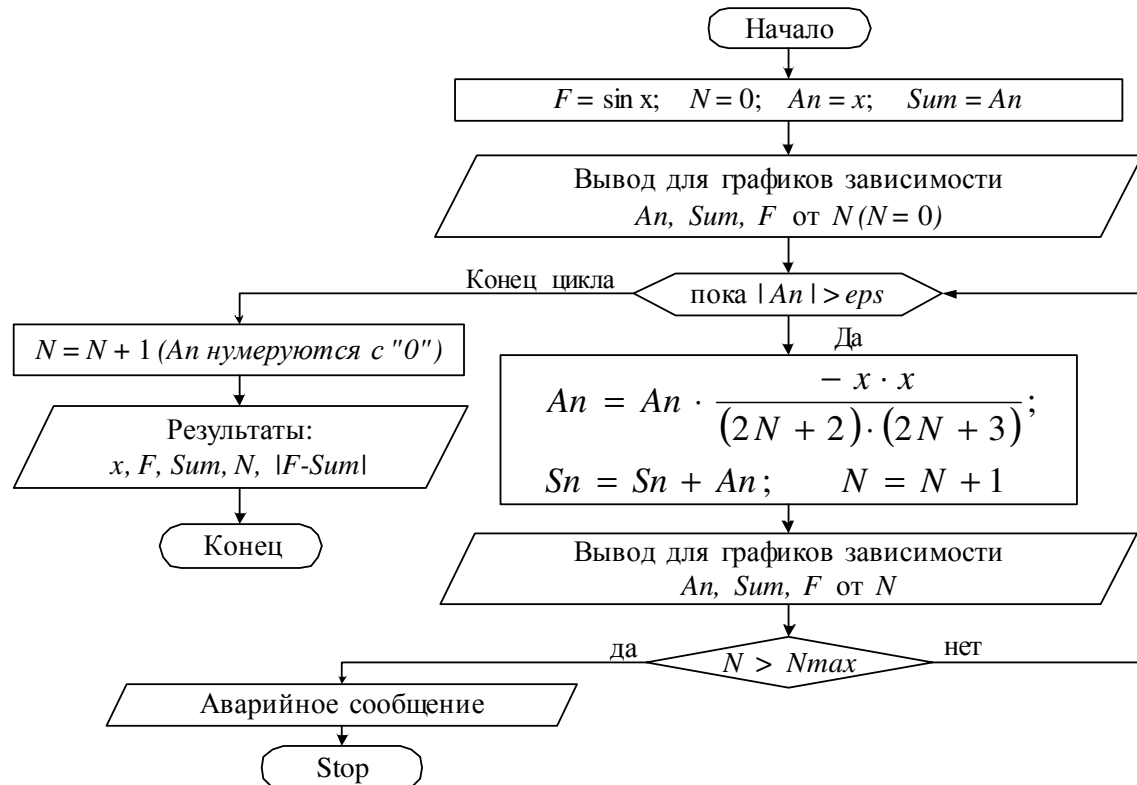 Начало
F = sin x; N = 0; An = x; Sum = An
Вывод для графиков зависимости
An, Sum, F от N (N = 0)
Конец цикла
пока | An | > eps
Да
N = N + 1 (An нумеруются с "0")
Результаты:
x, F, Sum, N, |F-Sum|
Конец
An = An · (− x · x) / ((2N + 2) · (2N + 3));
Sn = Sn + An; N = N + 1
Вывод для графиков зависимости
An, Sum, F от N
да
N > Nmax
нет
Аварийное сообщение
Stop